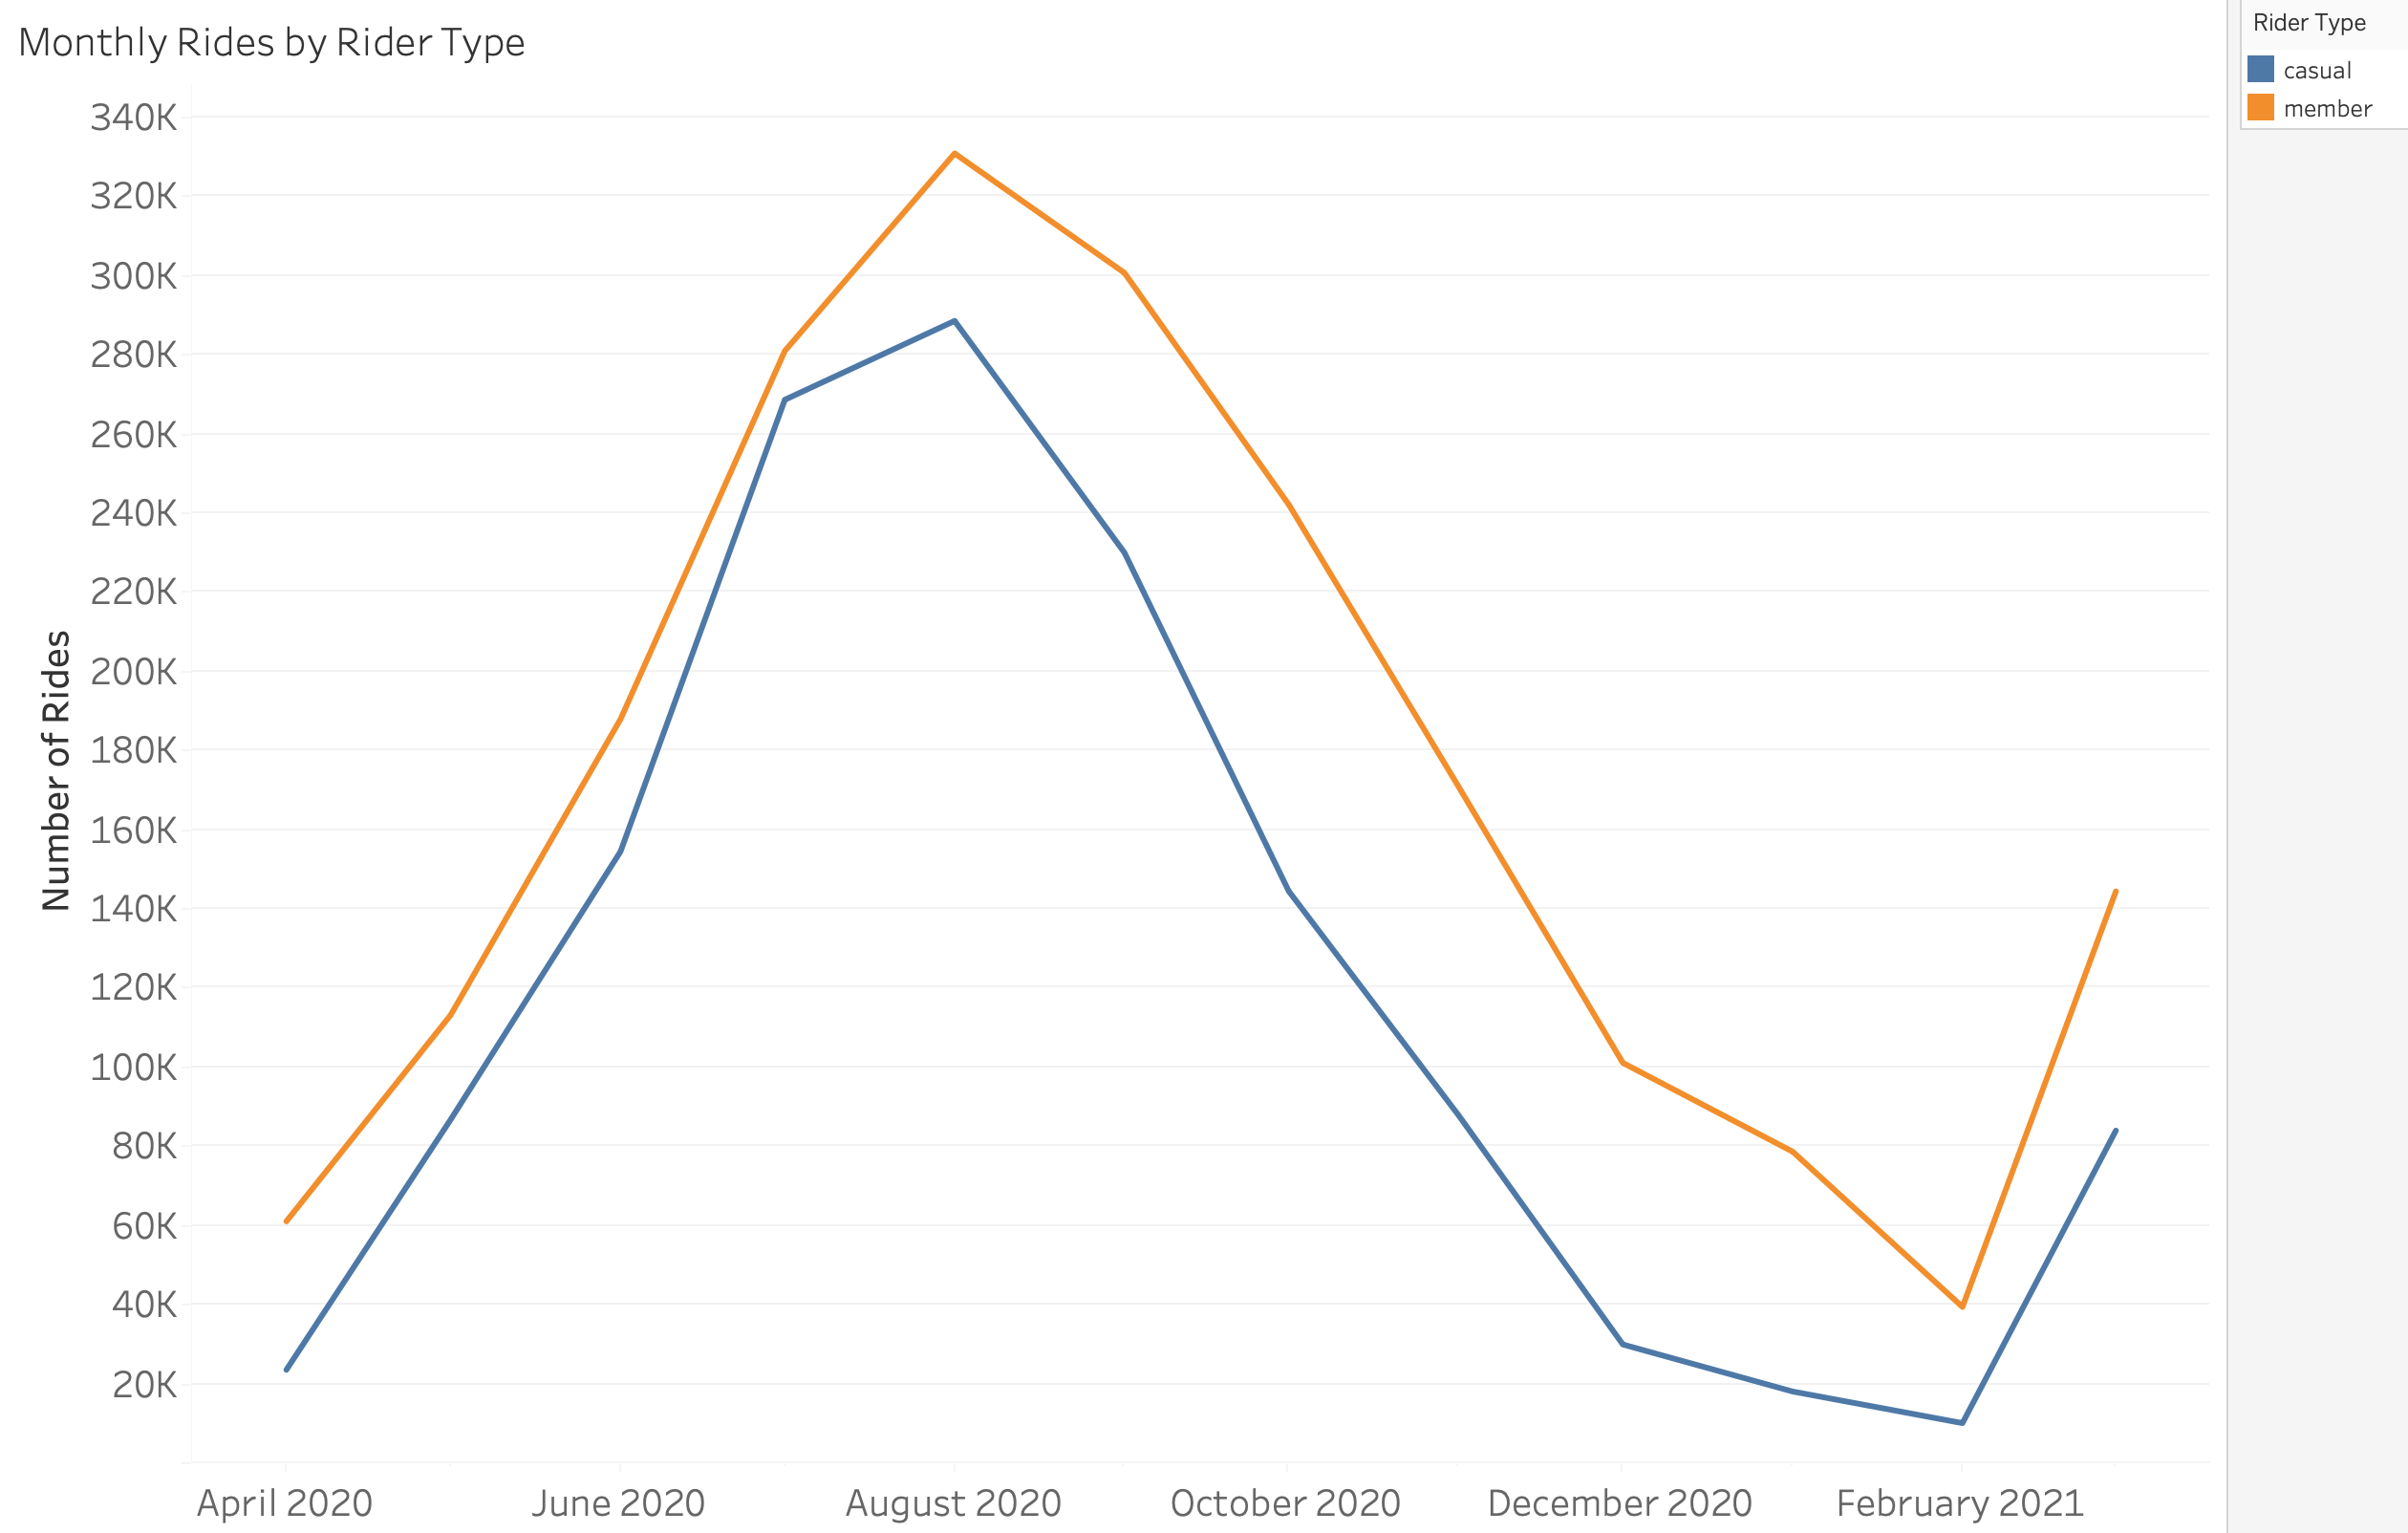 Monthly Rides by Rider Type
Rider Type
casual
member
Number of Rides
340K
320K
300K
280K
260K
240K
220K
200K
180K
160K
140K
120K
100K
80K
60K
40K
20K
April 2020 June 2020 August 2020 October 2020 December 2020 February 2021